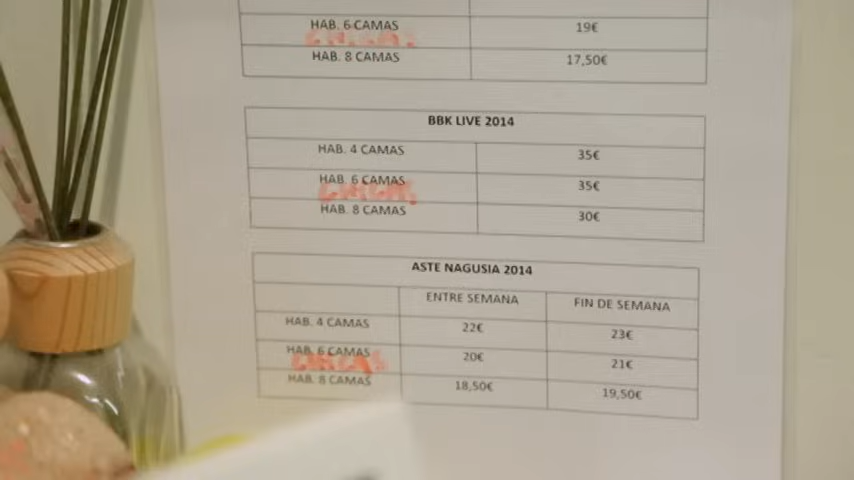 HAB. 6 CAMAS 19€
HAB. 8 CAMAS 17,50€
BBK LIVE 2014
HAB. 4 CAMAS 35€
HAB. 6 CAMAS 35€
HAB. 8 CAMAS 30€
ASTE NAGUSIA 2014
ENTRE SEMANA FIN DE SEMANA
HAB. 4 CAMAS 22€ 23€
HAB. 6 CAMAS 20€ 21€
HAB. 8 CAMAS 18,50€ 19,50€